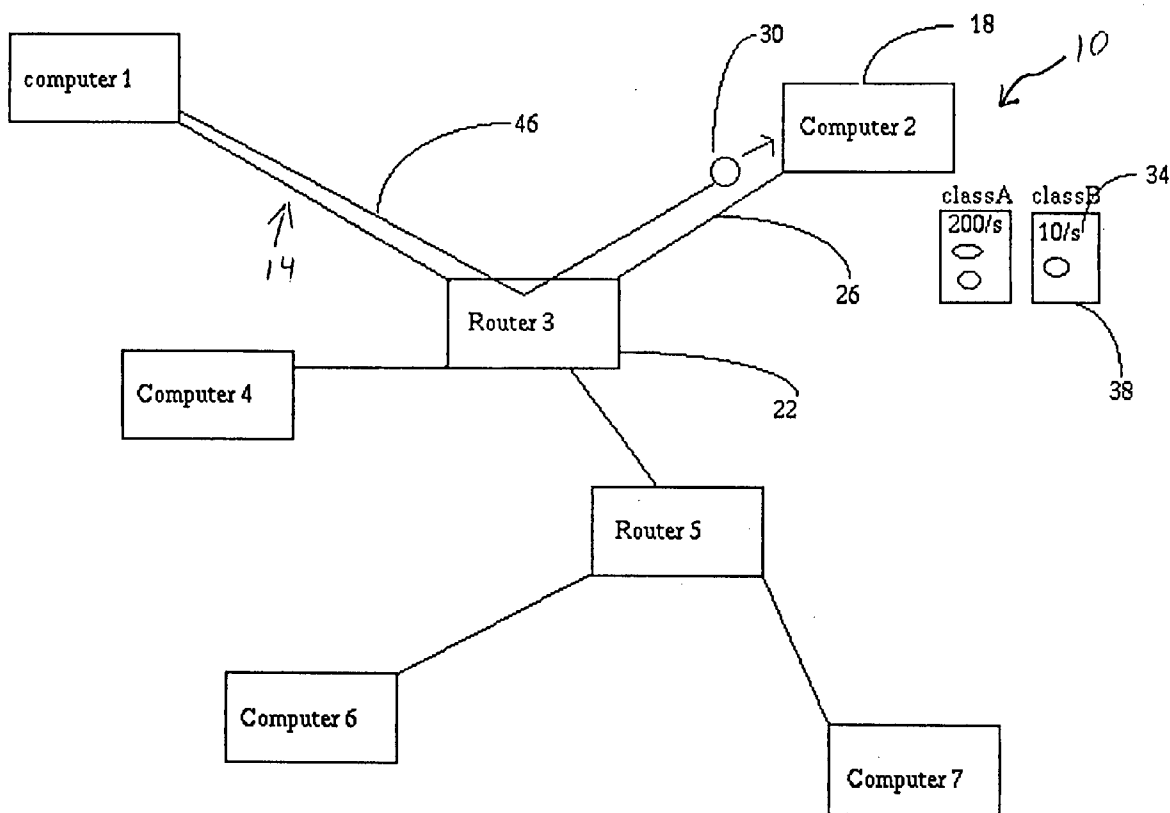 30
18
10
computer 1
46
Computer 2
34
classA
classB
200/s
10/s
14
26
Router 3
38
Computer 4
22
Router 5
Computer 6
Computer 7